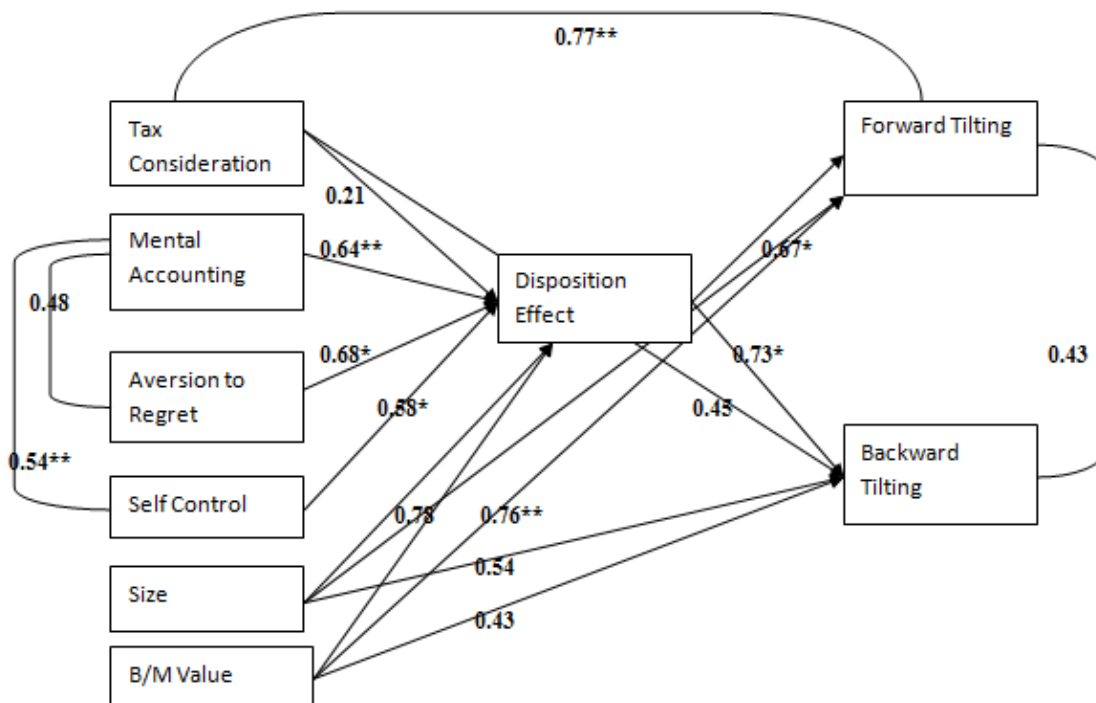 0.77**
Tax
Consideration
Forward Tilting
0.21
Mental
Accounting
0.64**
0.67*
Disposition
Effect
0.48
0.68*
0.73*
0.43
Aversion to
Regret
0.58*
0.45
0.54**
Backward
Tilting
Self Control
0.78
0.76**
0.54
Size
0.43
B/M Value